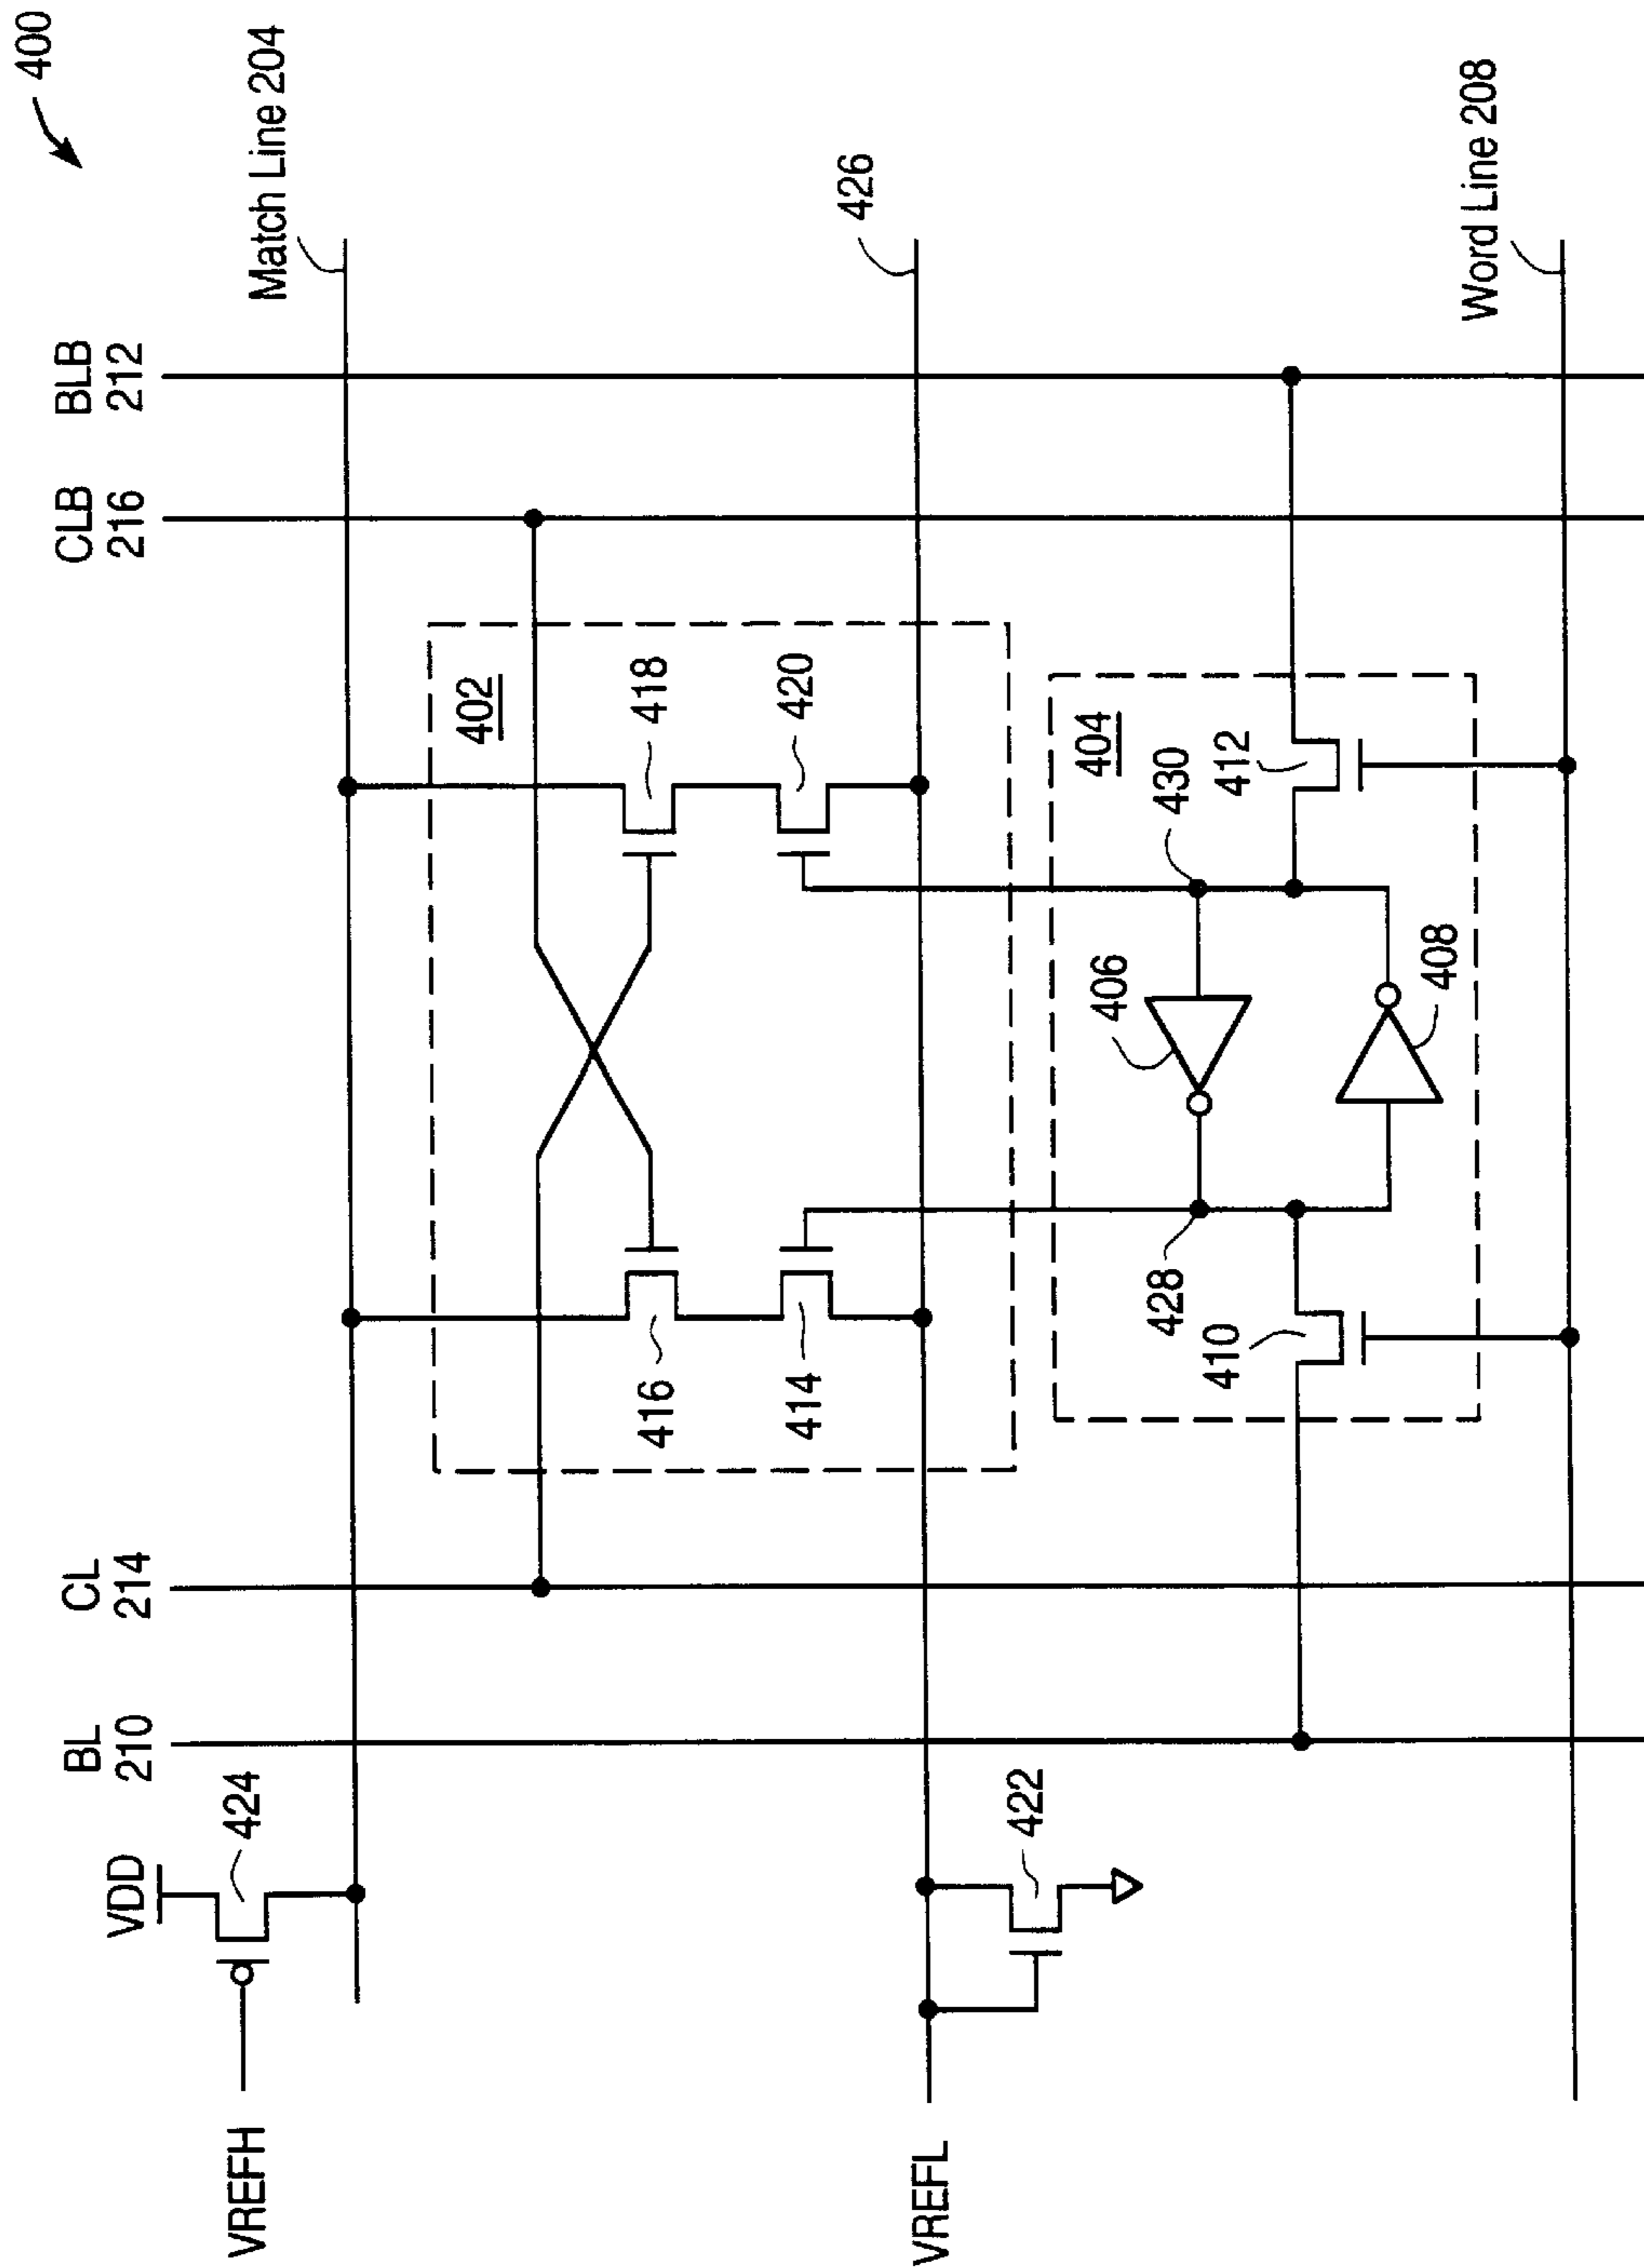 400
VDD
BL
210
CL
214
CLB
216
BLB
212
Match Line 204
VREFH
424
402
416
418
414
420
426
VREFL
422
404
428
406
430
410
412
408
Word Line 208